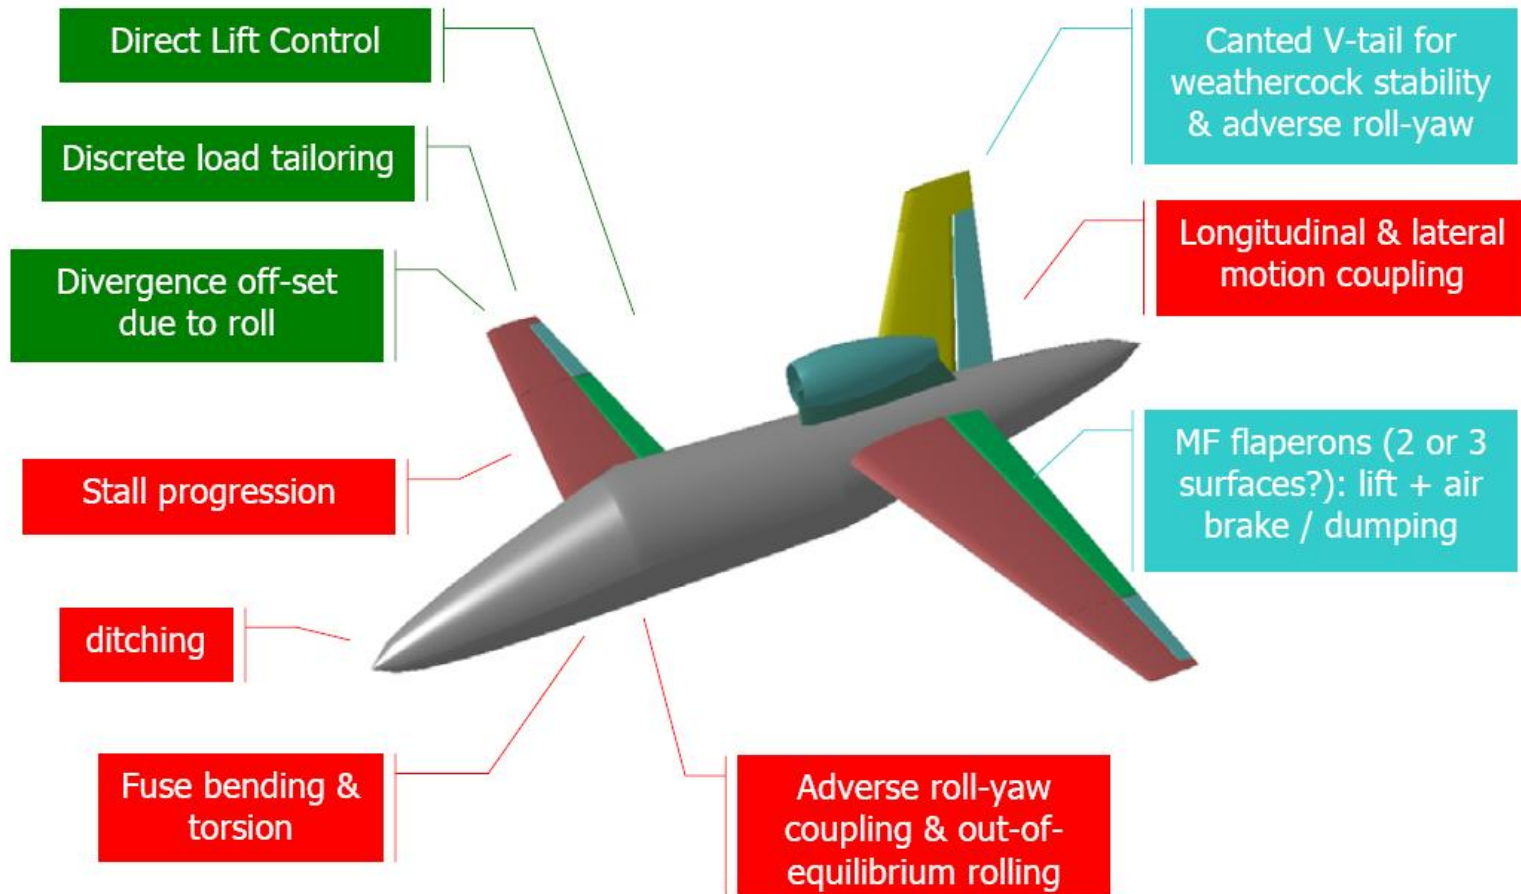 Direct Lift Control
Discrete load tailoring
Divergence off-set
due to roll
Stall progression
ditching
Fuse bending &
torsion
Adverse roll-yaw
coupling & out-of-
equilibrium rolling
Canted V-tail for
weathercock stability
& adverse roll-yaw
Longitudinal & lateral
motion coupling
MF flaperons (2 or 3
surfaces?): lift + air
brake / dumping